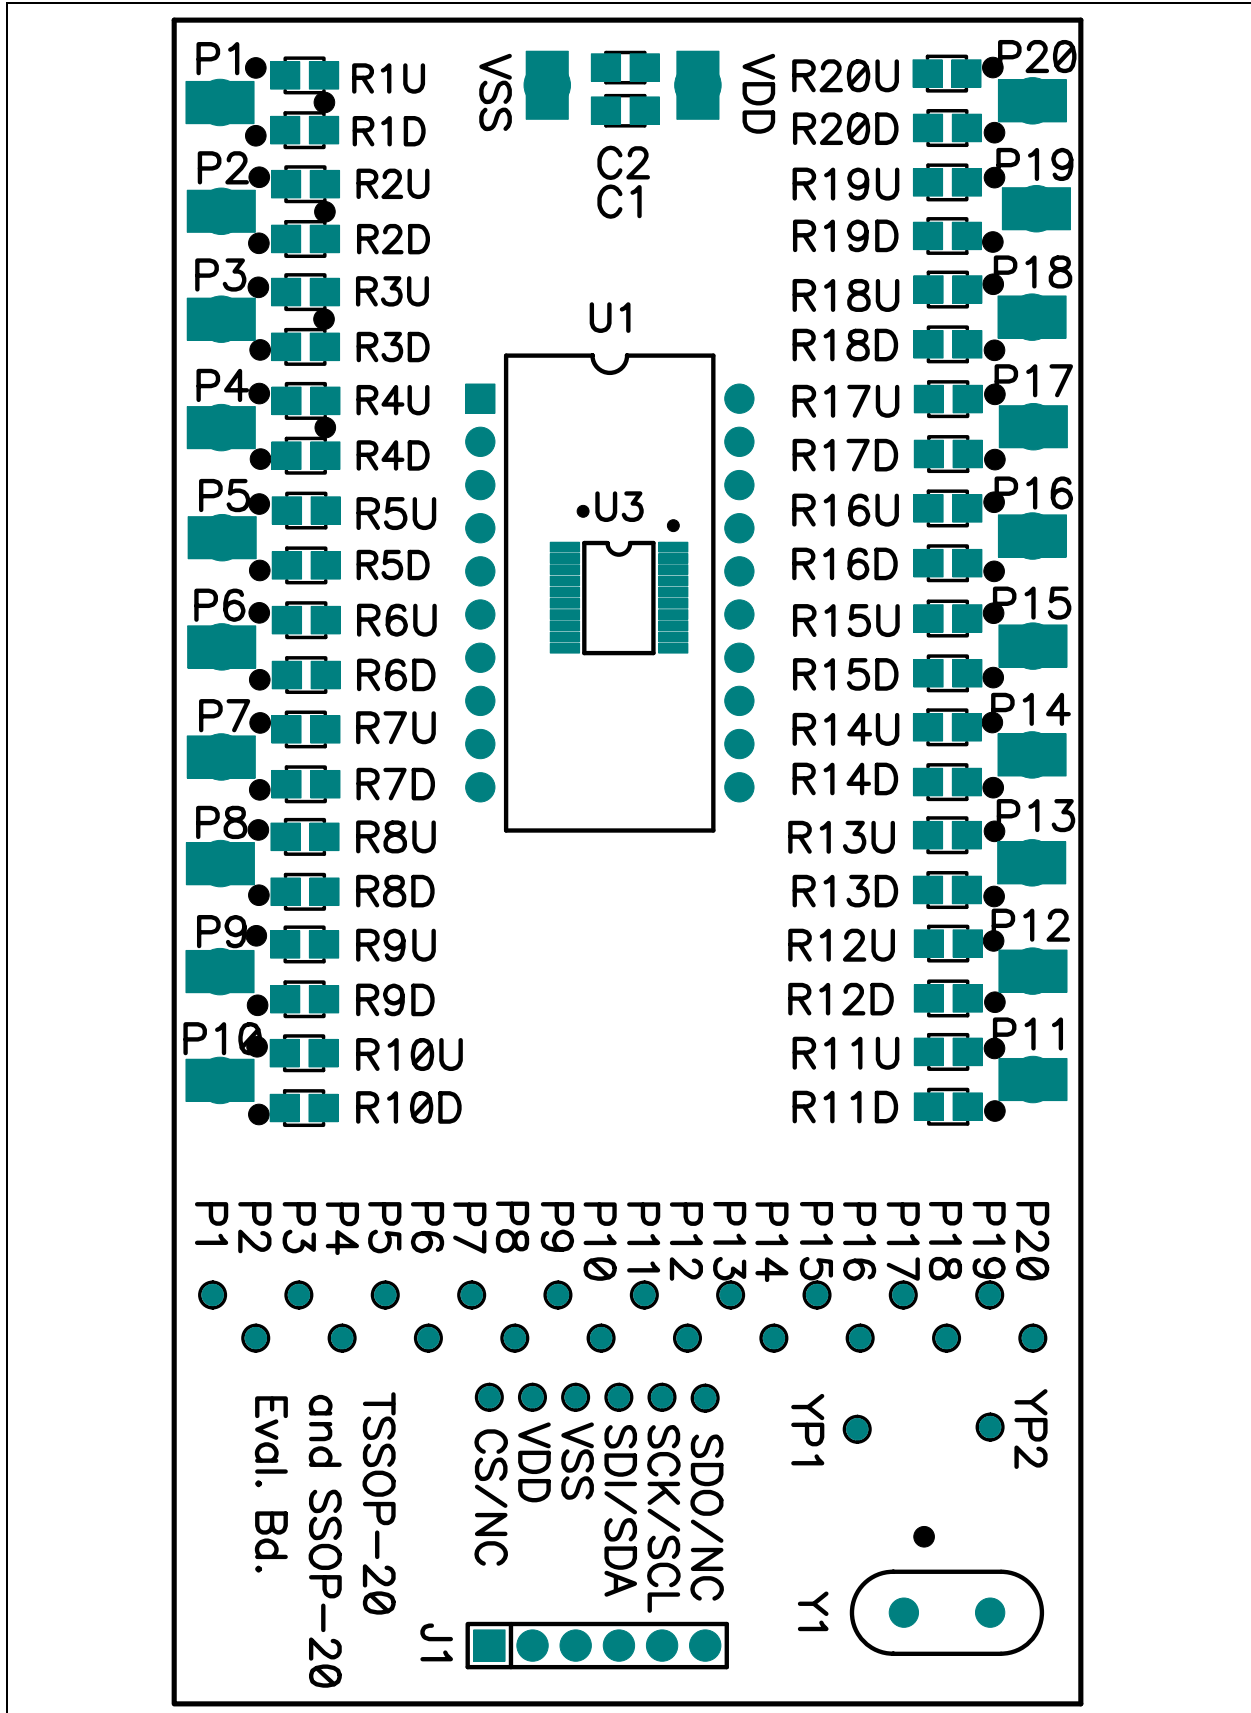 P1
R1U
R1D
P2
R2U
R2D
P3
R3U
R3D
P4
R4U
R4D
P5
R5U
R5D
P6
R6U
R6D
P7
R7U
R7D
P8
R8U
R8D
P9
R9U
R9D
P10
R10U
R10D
VSS
VDD
C2
C1
U1
U3
R20U
P20
R20D
R19U
P19
R19D
R18U
P18
R18D
R17U
P17
R17D
R16U
P16
R16D
R15U
P15
R15D
R14U
P14
R14D
R13U
P13
R13D
R12U
P12
R12D
R11U
P11
R11D
P1
P2
P3
P4
P5
P6
P7
P8
P9
P10
P11
P12
P13
P14
P15
P16
P17
P18
P19
P20
TSSOP-20
and SSOP-20
Eval. Bd.
CS/NC
VDD
VSS
SDI/SDA
SCK/SCL
SDO/NC
YP1
YP2
Y1
J1